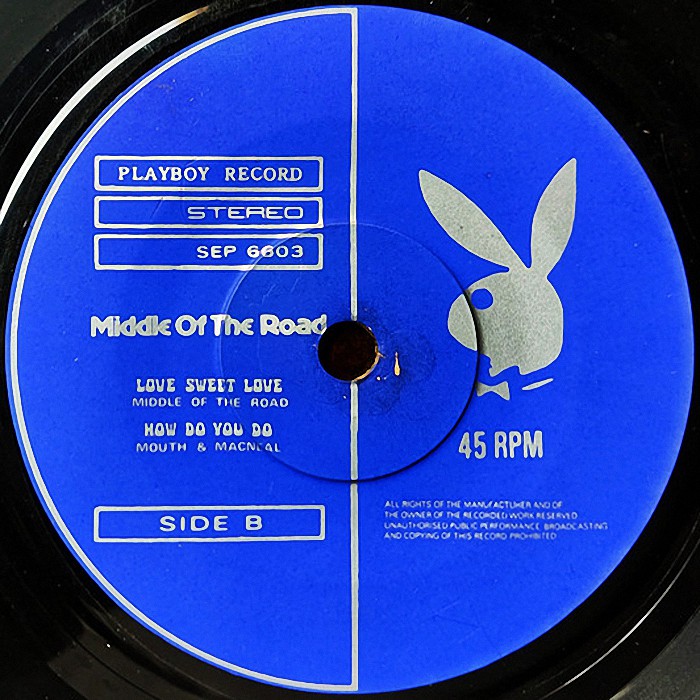 PLAYBOY RECORD
STEREO
SEP 6603
Middle Of The Road
LOVE SWEET LOVE
MIDDLE OF THE ROAD
HOW DO YOU DO
MOUTH & MACNEAL
SIDE B
45 RPM
ALL RIGHTS OF THE MANUFACTURER AND OF
THE OWNER OF THE RECORDED WORK RESERVED
UNAUTHORISED PUBLIC PERFORMANCE BROADCASTING
AND COPYING OF THIS RECORD PROHIBITED